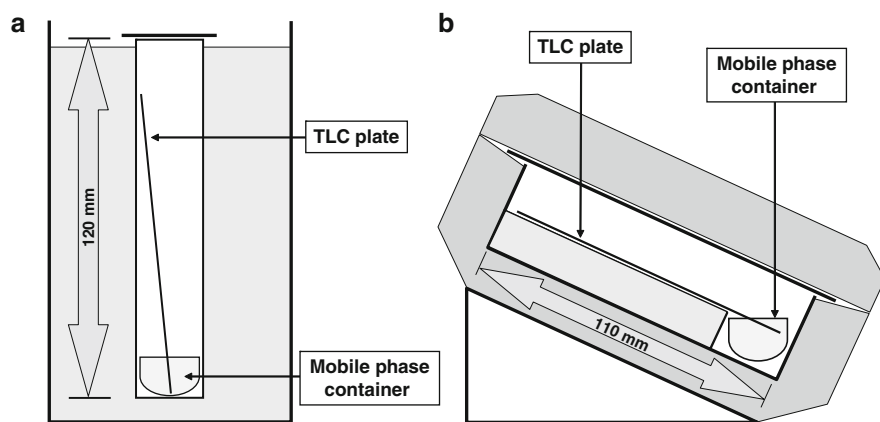 a
TLC plate
120 mm
Mobile phase
container
b
TLC plate
Mobile phase
container
110 mm